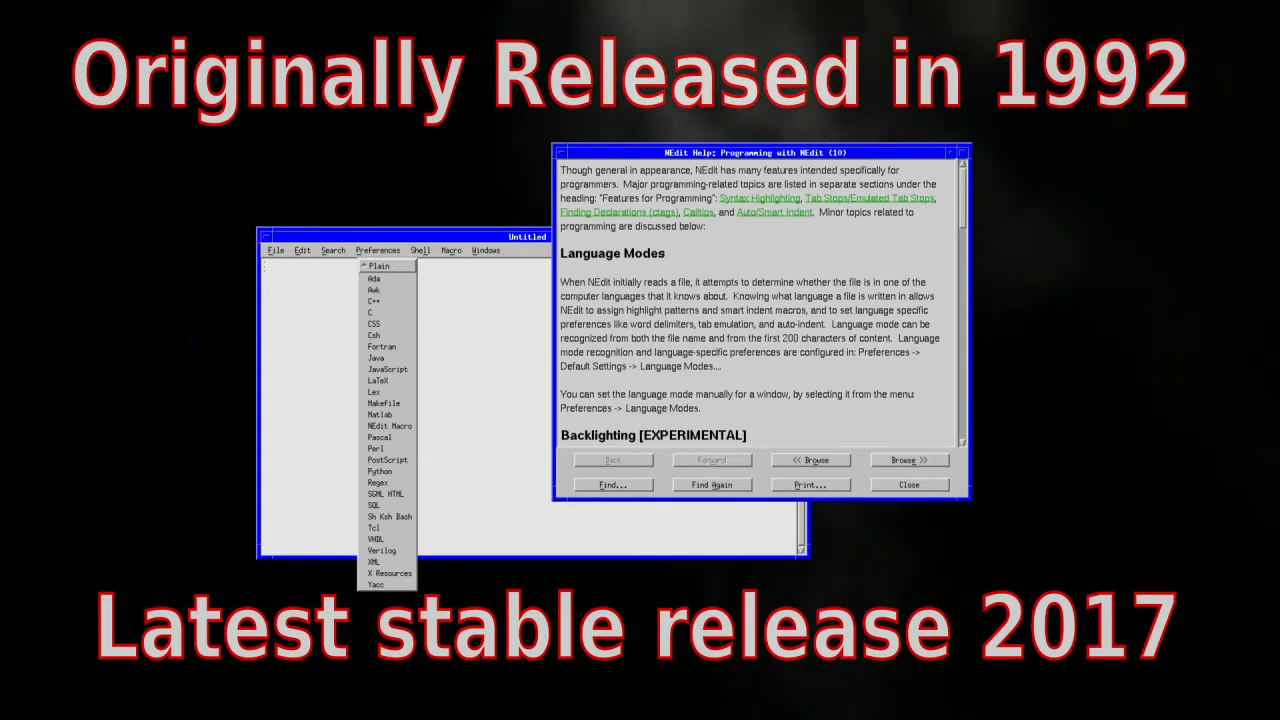 Originally Released in 1992
NEdit Help: Programming with NEdit (10)
Though general in appearance, NEdit has many features intended specifically for
programmers. Major programming-related topics are listed in separate sections under the
heading: "Features for Programming": Syntax Highlighting, Tab Stops/Emulated Tab Stops,
Finding Declarations (ctags), Calltips, and Auto/Smart Indent. Minor topics related to
programming are discussed below:
Language Modes
When NEdit initially reads a file, it attempts to determine whether the file is in one of the
computer languages that it knows about. Knowing what language a file is written in allows
NEdit to assign highlight patterns and smart indent macros, and to set language specific
preferences like word delimiters, tab emulation, and auto-indent. Language mode can be
recognized from both the file name and from the first 200 characters of content. Language
mode recognition and language-specific preferences are configured in: Preferences ->
Default Settings -> Language Modes....
You can set the language mode manually for a window, by selecting it from the menu:
Preferences -> Language Modes.
Backlighting [EXPERIMENTAL]
Back Forward << Browse Browse >>
Find... Find Again Print... Close
Untitled
File Edit Search Preferences Shell Macro Windows
Plain
Ada
Awk
C++
C
CSS
Csh
Fortran
Java
JavaScript
LaTeX
Lex
Makefile
Matlab
NEdit Macro
Pascal
Perl
PostScript
Python
Regex
SGML HTML
SQL
Sh Ksh Bash
Tcl
VHDL
Verilog
XML
X Resources
Yacc
Latest stable release 2017